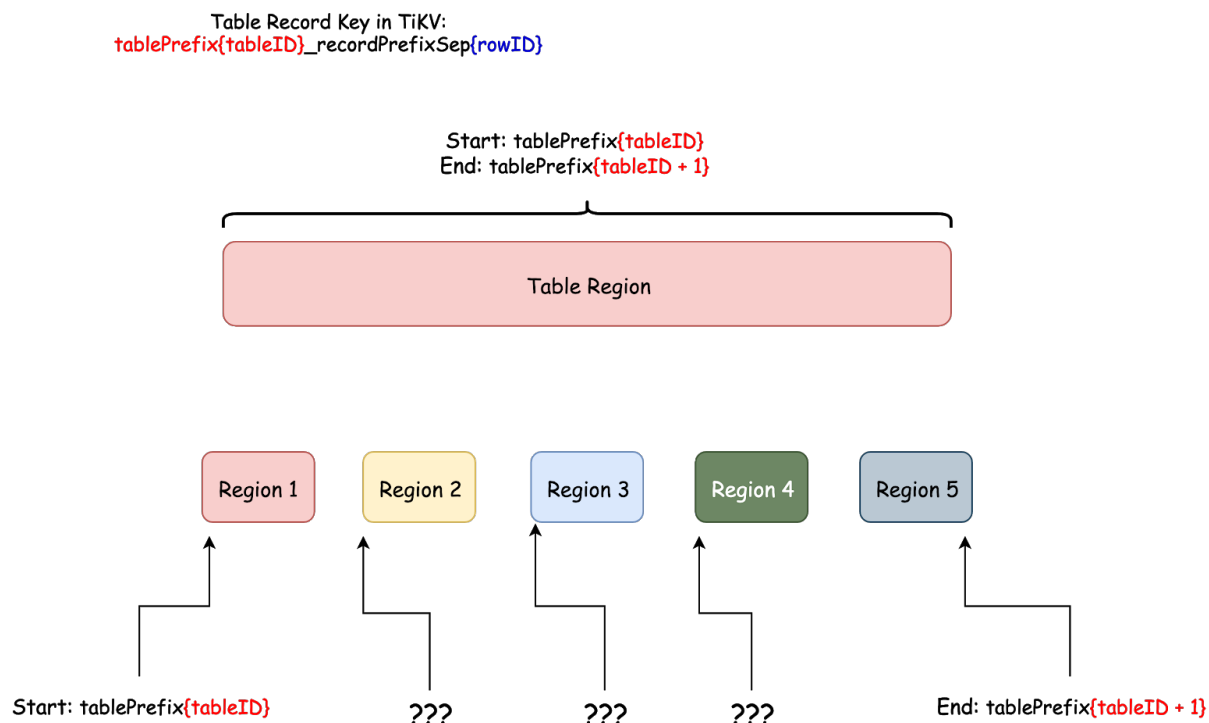 Table Record Key in TiKV:
tablePrefix{tableID}_recordPrefixSep{rowID}
Start: tablePrefix{tableID}
End: tablePrefix{tableID + 1}
Table Region
Region 1
Region 2
Region 3
Region 4
Region 5
Start: tablePrefix{tableID}
???
???
???
End: tablePrefix{tableID + 1}